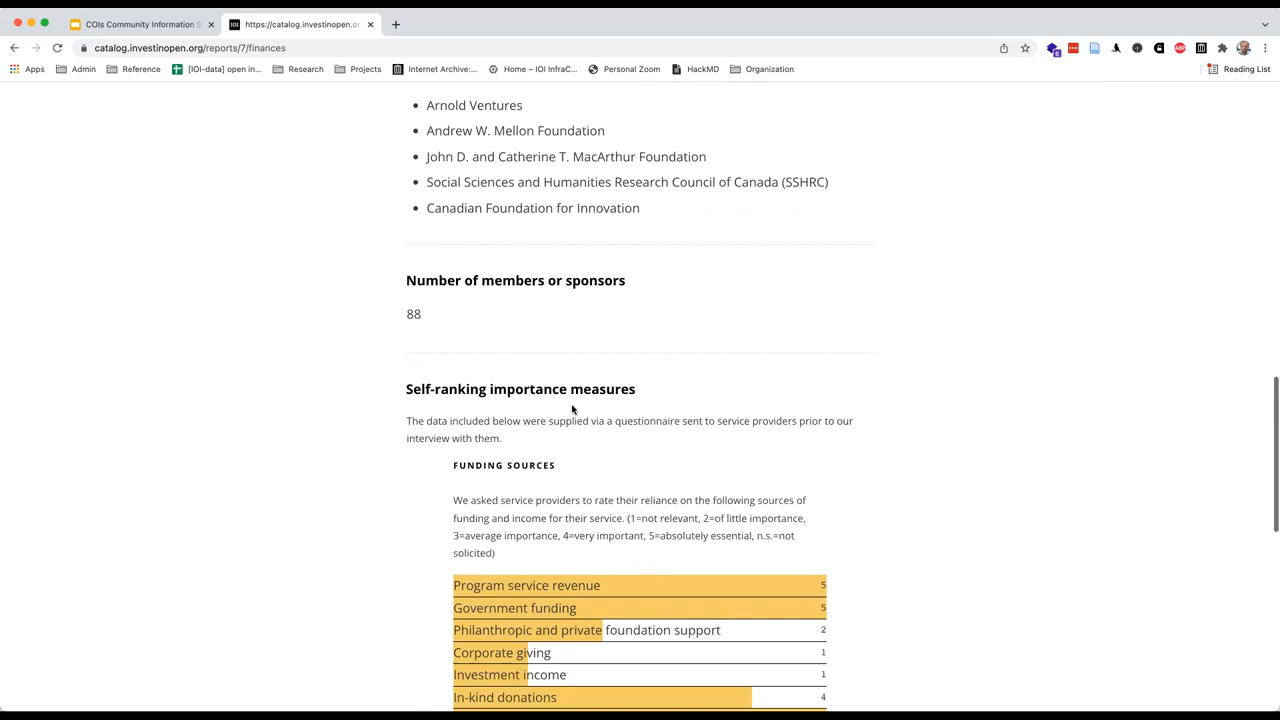 COIs Community Information S
https://catalog.investinopen.or
catalog.investinopen.org/reports/7/finances
Apps Admin Reference [IOI-data] open in... Research Projects Internet Archive:... Home – IOI InfraC... Personal Zoom HackMD Organization Reading List
Arnold Ventures
Andrew W. Mellon Foundation
John D. and Catherine T. MacArthur Foundation
Social Sciences and Humanities Research Council of Canada (SSHRC)
Canadian Foundation for Innovation
Number of members or sponsors
88
Self-ranking importance measures
The data included below were supplied via a questionnaire sent to service providers prior to our
interview with them.
FUNDING SOURCES
We asked service providers to rate their reliance on the following sources of
funding and income for their service. (1=not relevant, 2=of little importance,
3=average importance, 4=very important, 5=absolutely essential, n.s.=not
solicited)
Program service revenue 5
Government funding 5
Philanthropic and private foundation support 2
Corporate giving 1
Investment income 1
In-kind donations 4